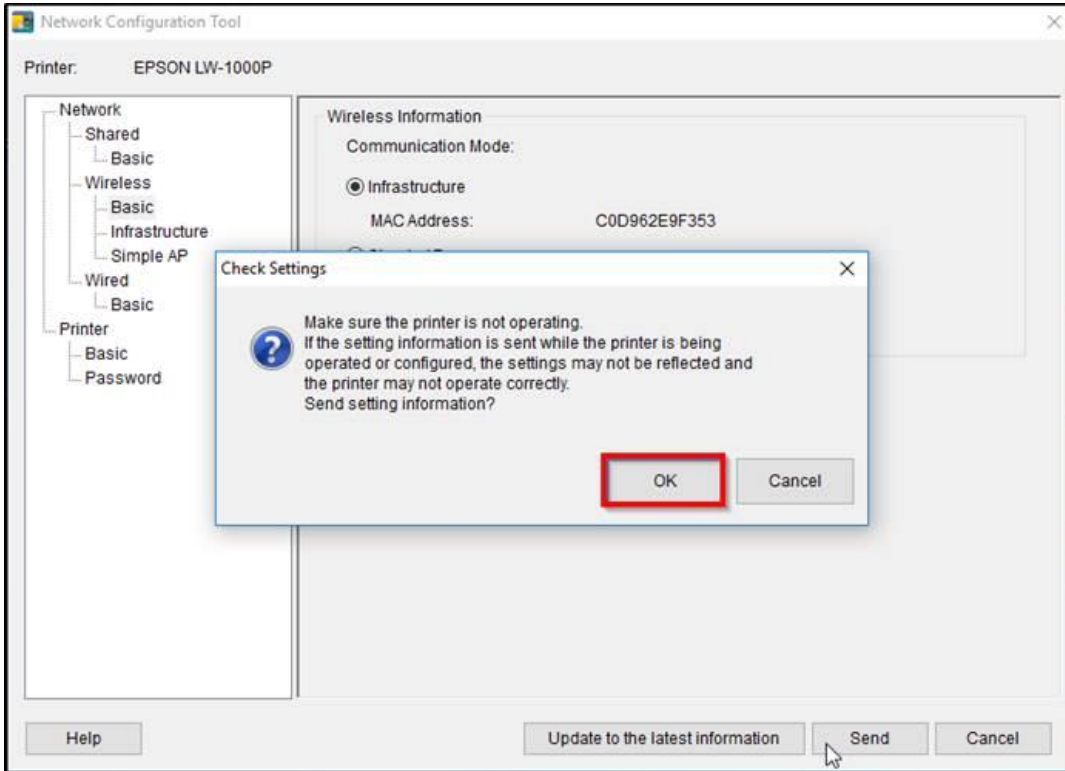 Network Configuration Tool
Printer: EPSON LW-1000P
Network
Shared
Basic
Wireless
Basic
Infrastructure
Simple AP
Wired
Basic
Printer
Basic
Password
Wireless Information
Communication Mode:
Infrastructure
MAC Address: C0D962E9F353
Check Settings
Make sure the printer is not operating.
If the setting information is sent while the printer is being
operated or configured, the settings may not be reflected and
the printer may not operate correctly.
Send setting information?
OK Cancel
Help Update to the latest information Send Cancel